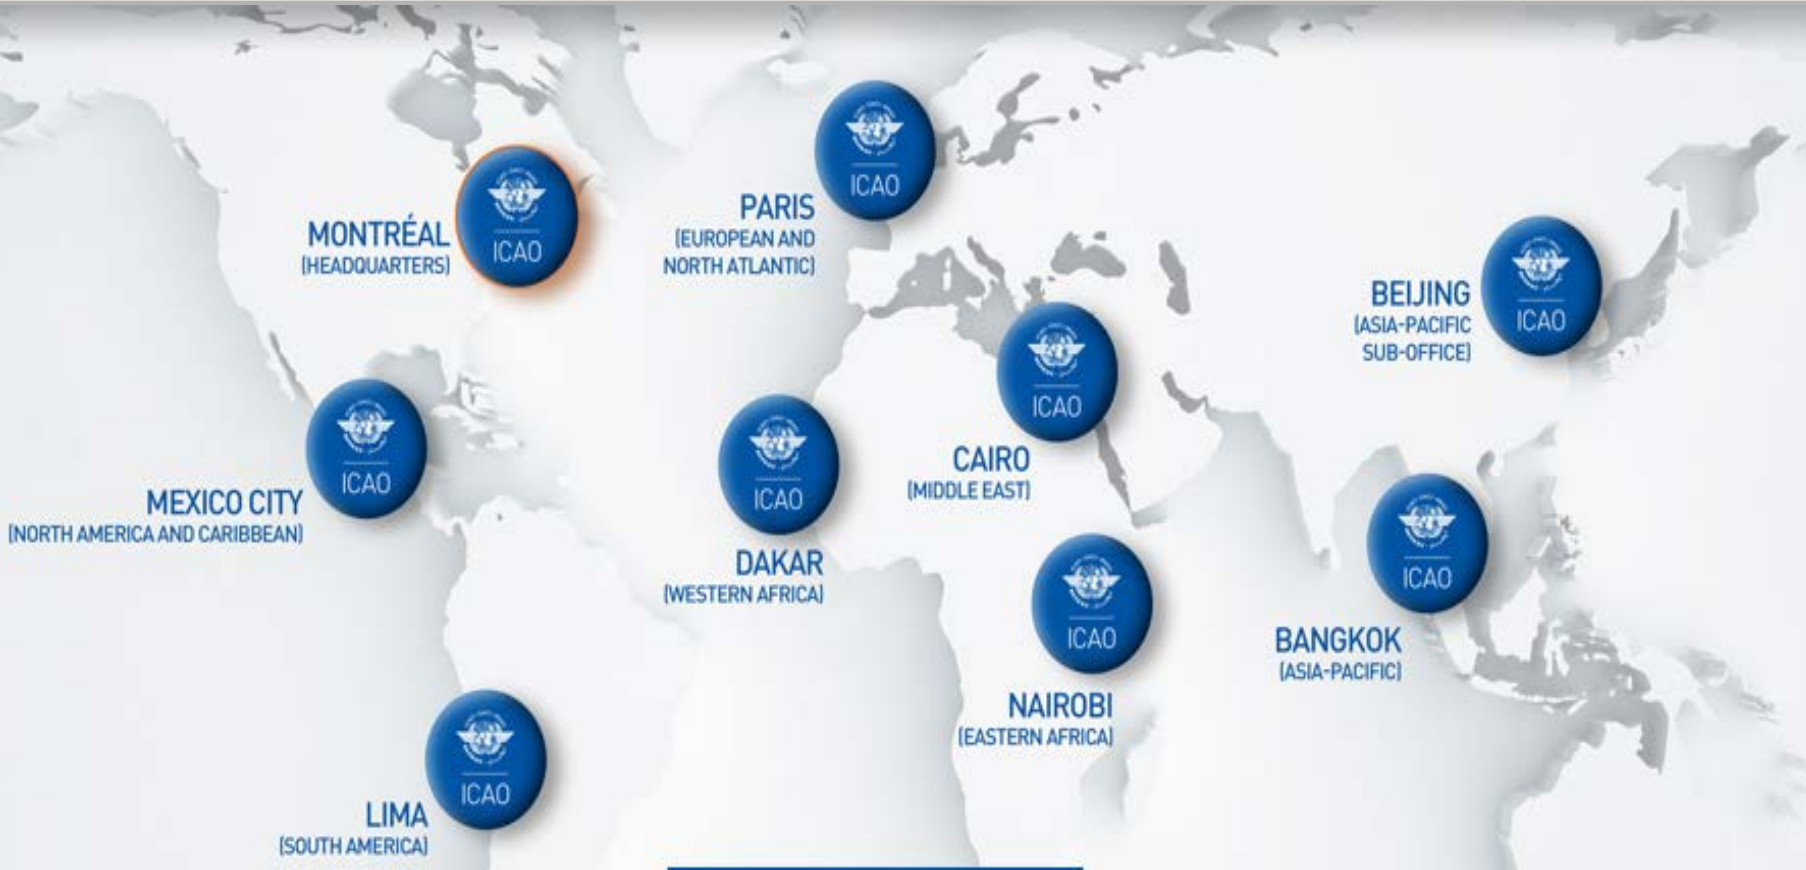 ICAO
PARIS
(EUROPEAN AND
NORTH ATLANTIC)
ICAO
MONTRÉAL
(HEADQUARTERS)
ICAO
BEIJING
(ASIA-PACIFIC
SUB-OFFICE)
ICAO
CAIRO
(MIDDLE EAST)
ICAO
MEXICO CITY
(NORTH AMERICA AND CARIBBEAN)
ICAO
DAKAR
(WESTERN AFRICA)
ICAO
BANGKOK
(ASIA-PACIFIC)
ICAO
NAIROBI
(EASTERN AFRICA)
ICAO
LIMA
(SOUTH AMERICA)